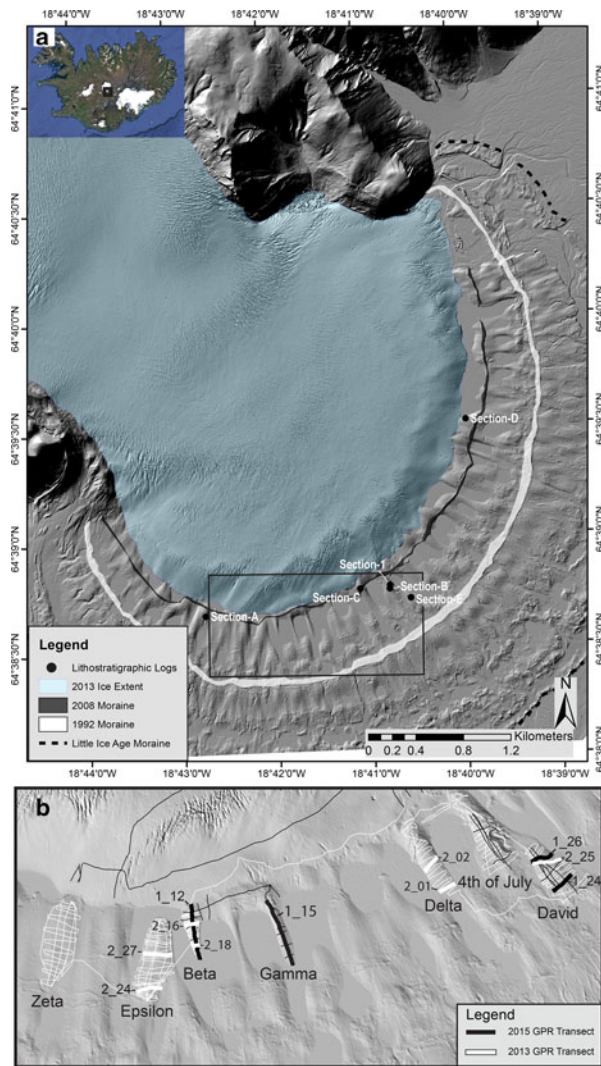 18°44'0"W 18°43'0"W 18°42'0"W 18°41'0"W 18°40'0"W 18°39'0"W
a
64°41'0"N
64°41'0"N
64°40'30"N
64°40'30"N
64°40'0"N
64°40'0"N
64°39'30"N
64°39'30"N
Section-D
64°39'0"N
64°39'0"N
Section-1
Section-B
Section-C
Section-E
Section-A
64°38'30"N
64°38'30"N
Legend
Lithostratigraphic Logs
2013 Ice Extent
2008 Moraine
1992 Moraine
Little Ice Age Moraine
N
Kilometers
0 0.2 0.4 0.8 1.2
64°38'0"N
18°44'0"W 18°43'0"W 18°42'0"W 18°41'0"W 18°40'0"W 18°39'0"W
b
1_26
2_02
2_25
1_12
4th of July
1_24
2_01
1_15
2_16
Delta
David
2_18
2_27
Beta
Gamma
2_24
Zeta
Epsilon
Legend
2015 GPR Transect
2013 GPR Transect